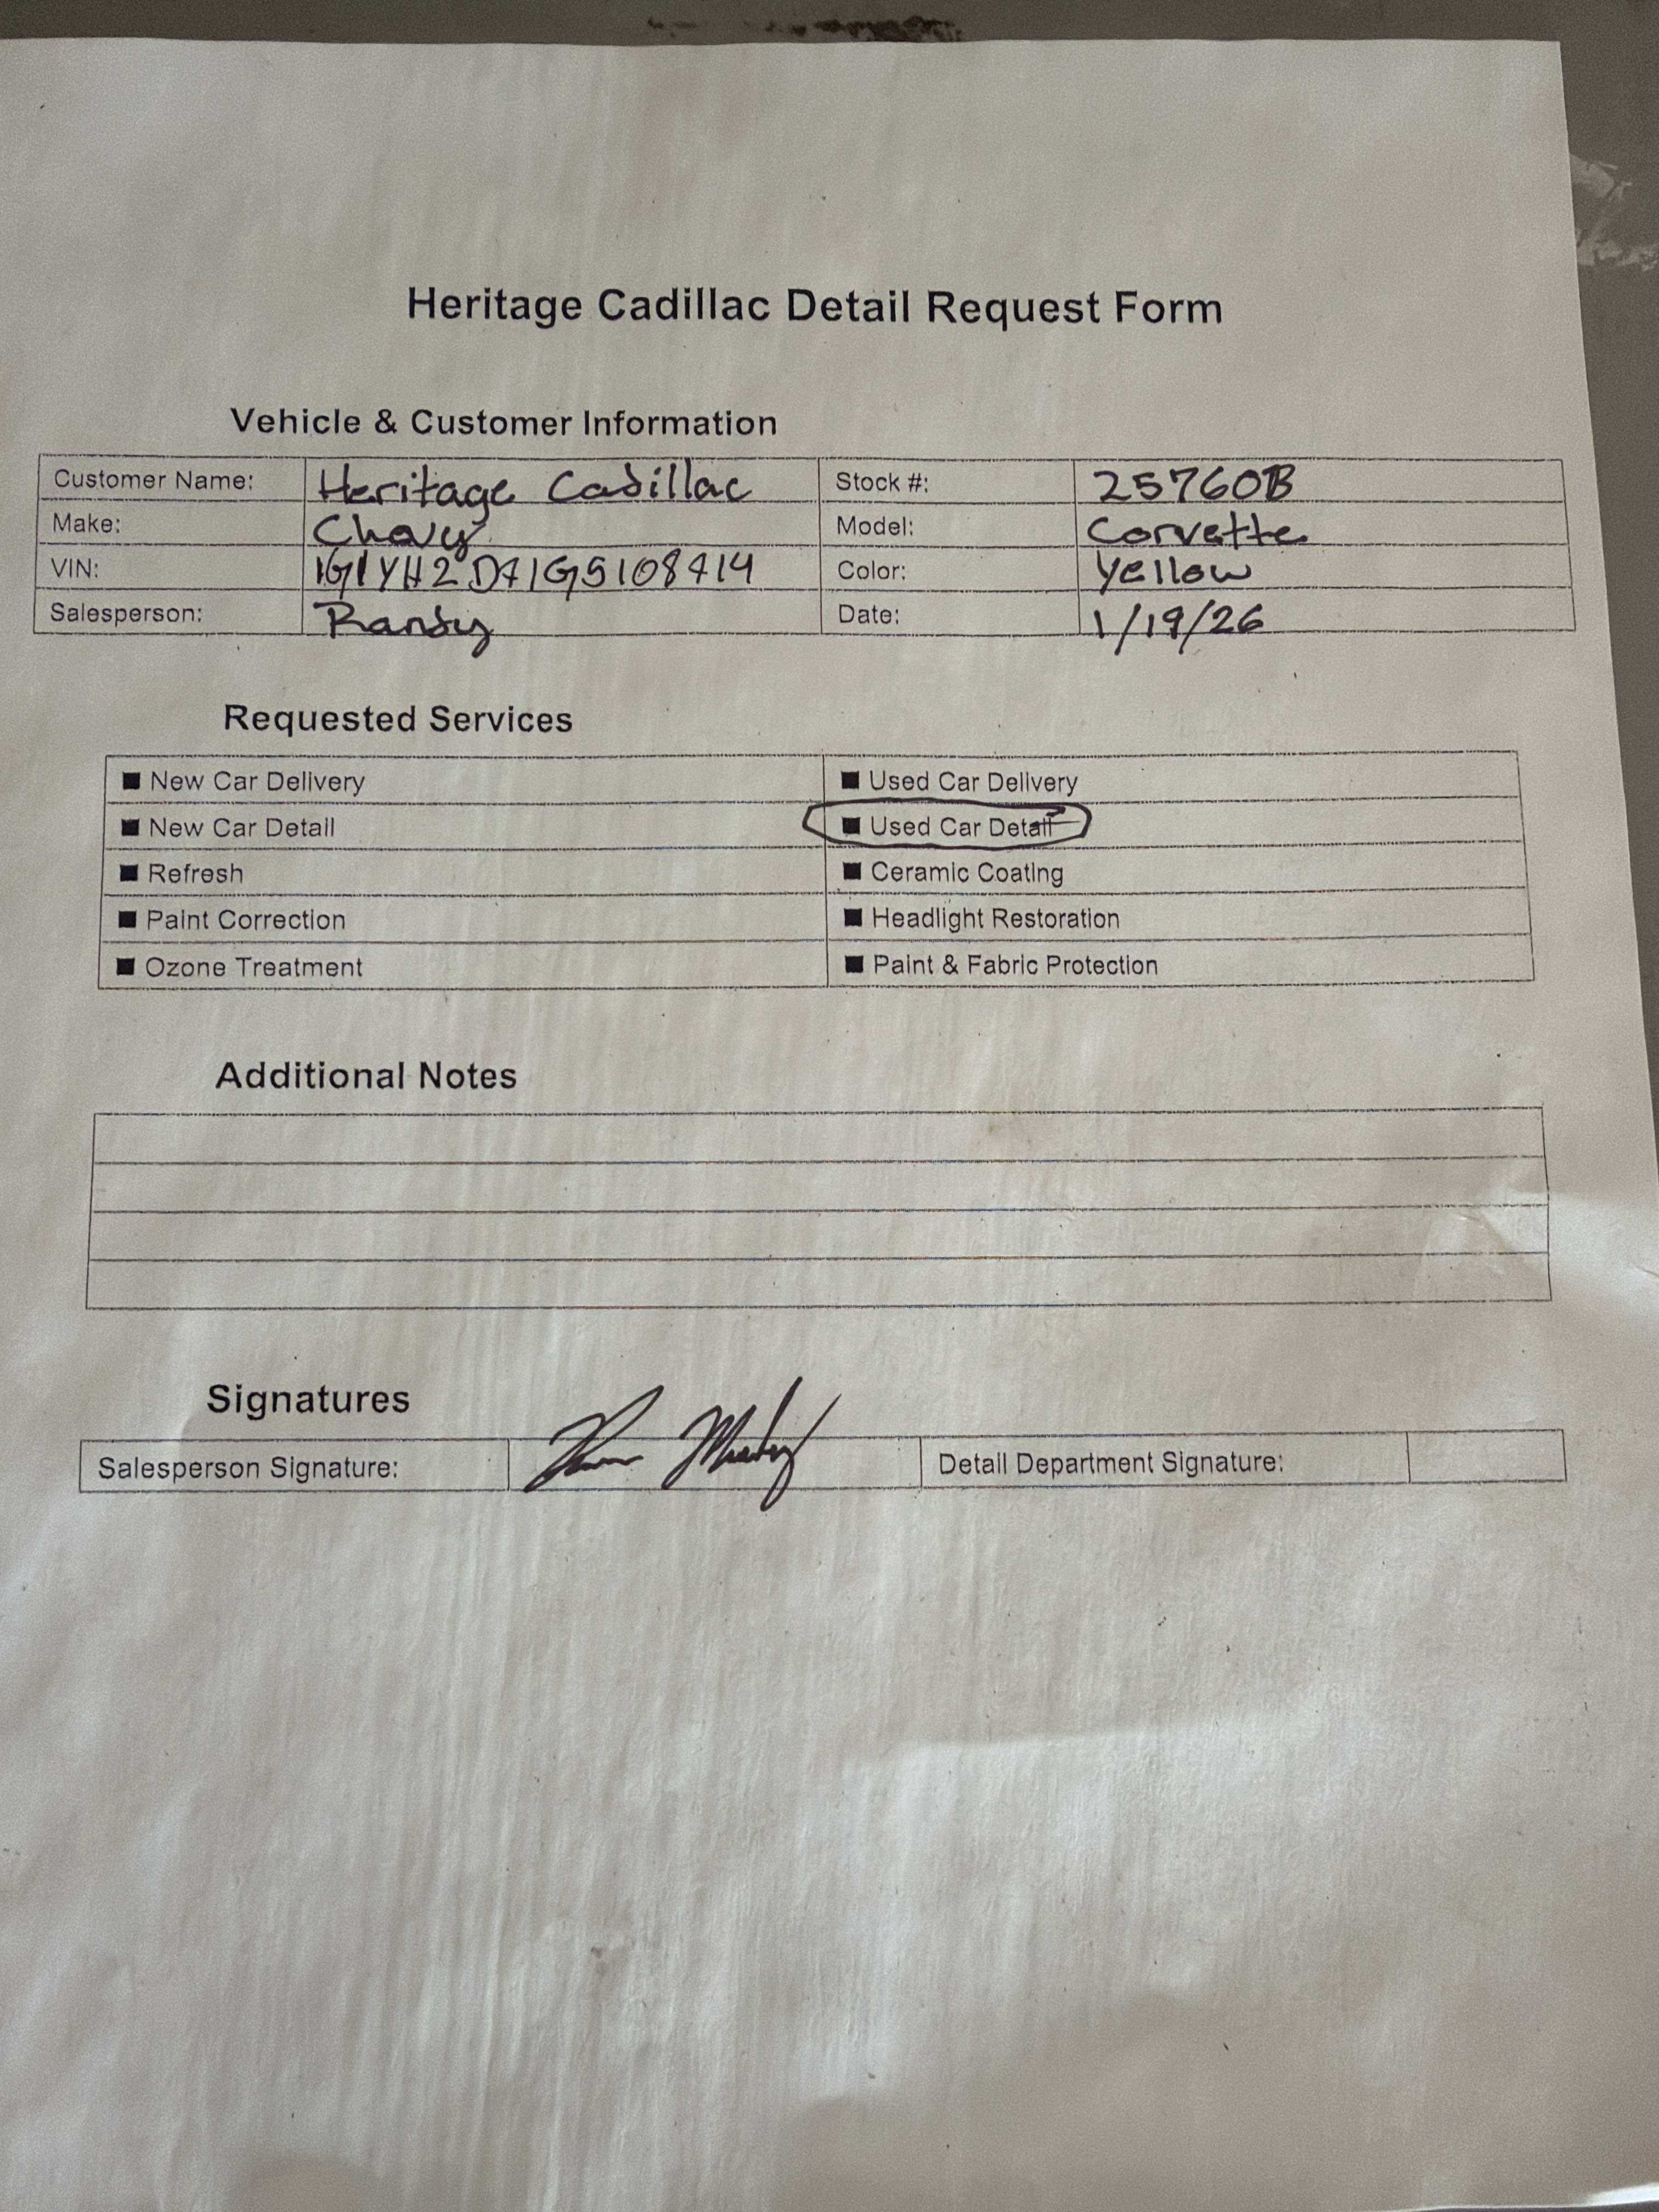 Heritage Cadillac Detail Request Form
Vehicle & Customer Information
Customer Name: Heritage Cadillac Stock #: 25760B
Make: Chevy Model: Corvette
VIN: 1G1YH2D71G5108414 Color: Yellow
Salesperson: Randy Date: 1/19/26
Requested Services
■ New Car Delivery ■ Used Car Delivery
■ New Car Detail ■ Used Car Detail
■ Refresh ■ Ceramic Coating
■ Paint Correction ■ Headlight Restoration
■ Ozone Treatment ■ Paint & Fabric Protection
Additional Notes
Signatures
Salesperson Signature: Detail Department Signature: